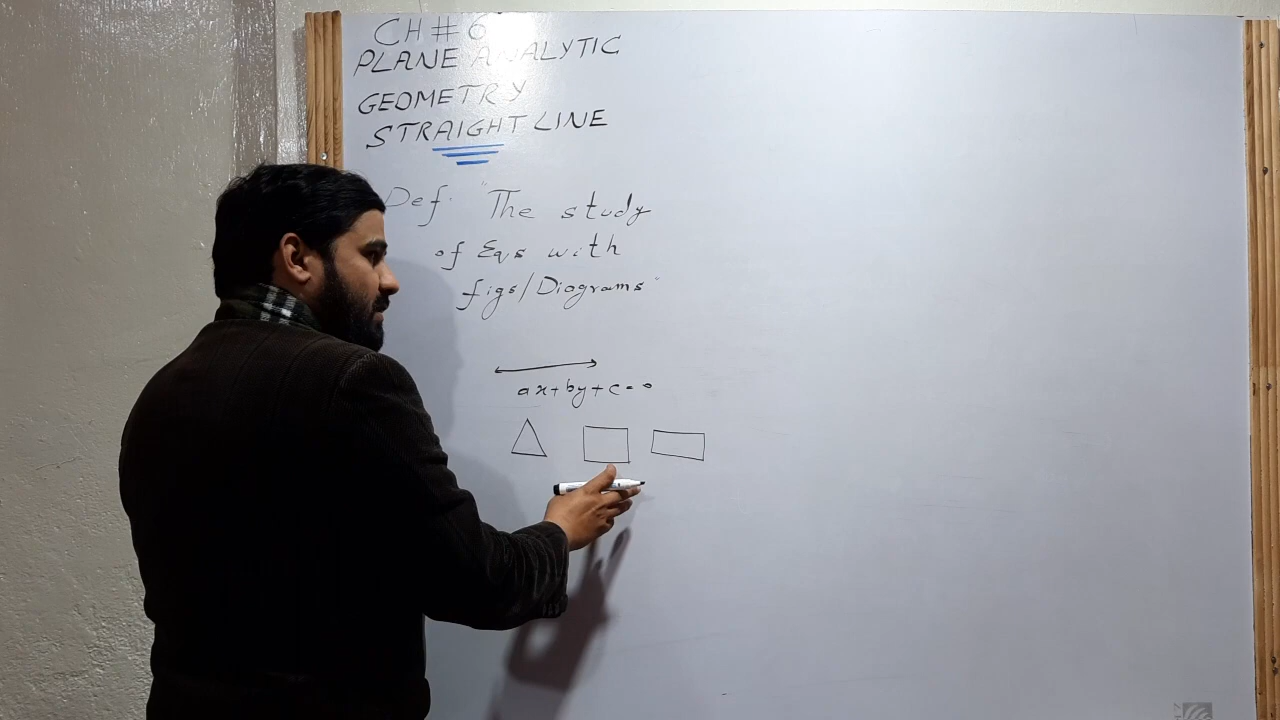 CH # 6
PLANE ANALYTIC
GEOMETRY
STRAIGHT LINE
Def. "The study
of Eqs with
figs/Diagrams"
ax+by+c=0